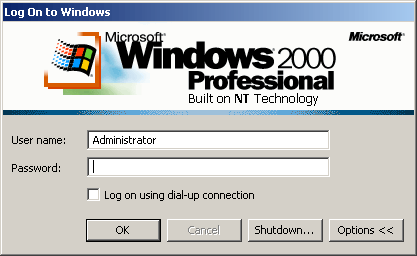 Log On to Windows
Microsoft
Microsoft
Windows 2000
Professional
Built on NT Technology
User name:
Administrator
Password:
Log on using dial-up connection
OK
Cancel
Shutdown...
Options <<